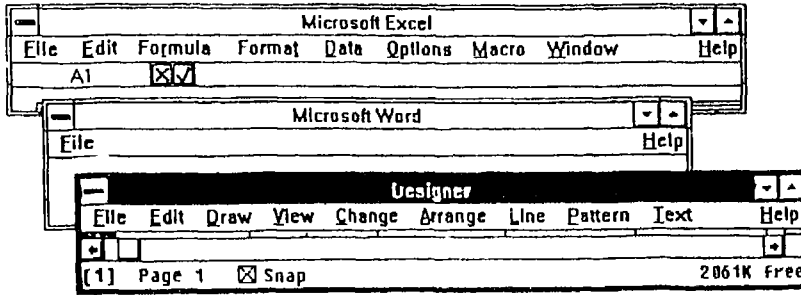 Microsoft Excel
File Edit Formula Format Data Options Macro Window Help
A1
Microsoft Word
File Help
Designer
File Edit Draw View Change Arrange Line Pattern Text Help
[1] Page 1 Snap 2061K Free